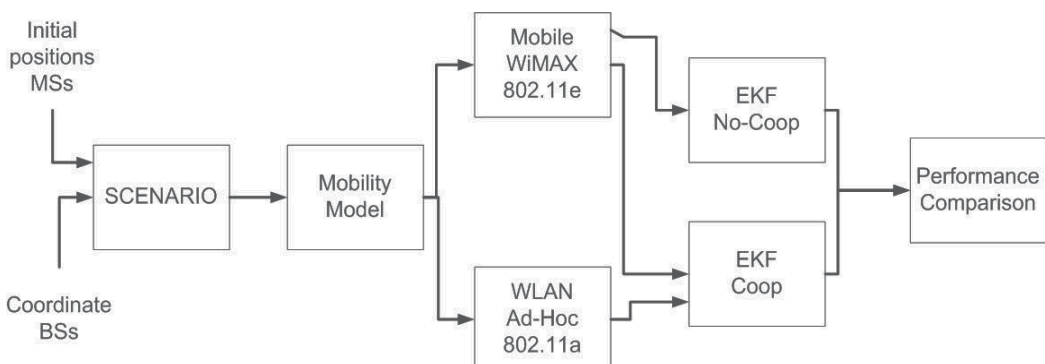 Initial
positions
MSs
SCENARIO
Coordinate
BSs
Mobility
Model
Mobile
WiMAX
802.11e
WLAN
Ad-Hoc
802.11a
EKF
No-Coop
EKF
Coop
Performance
Comparison